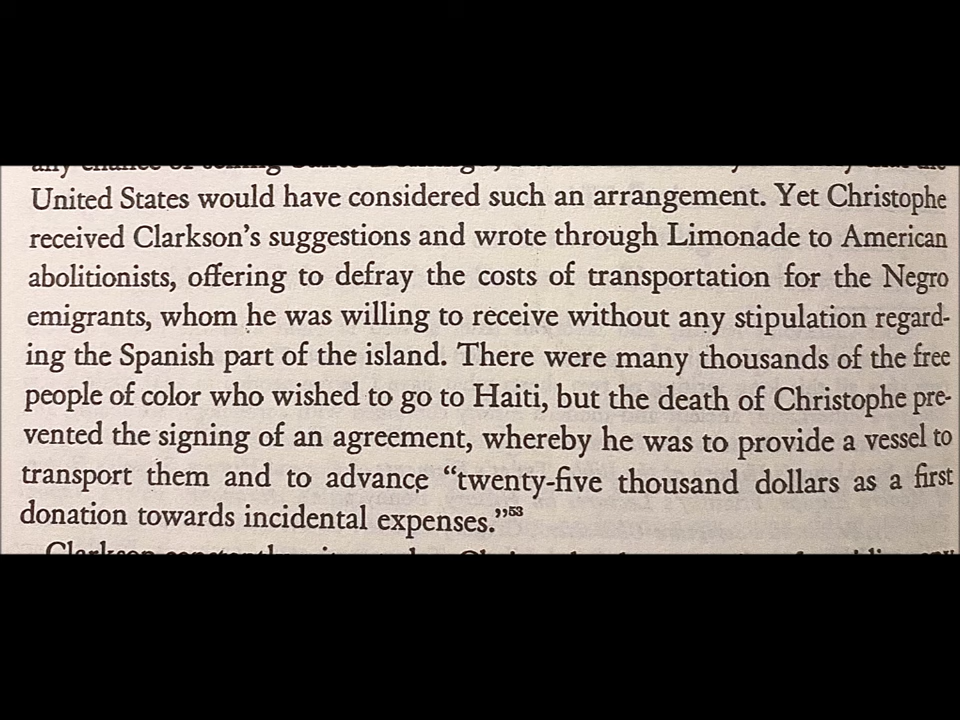 United States would have considered such an arrangement. Yet Christophe
received Clarkson's suggestions and wrote through Limonade to American
abolitionists, offering to defray the costs of transportation for the Negro
emigrants, whom he was willing to receive without any stipulation regard-
ing the Spanish part of the island. There were many thousands of the free
people of color who wished to go to Haiti, but the death of Christophe pre-
vented the signing of an agreement, whereby he was to provide a vessel to
transport them and to advance “twenty-five thousand dollars as a first
donation towards incidental expenses.”53